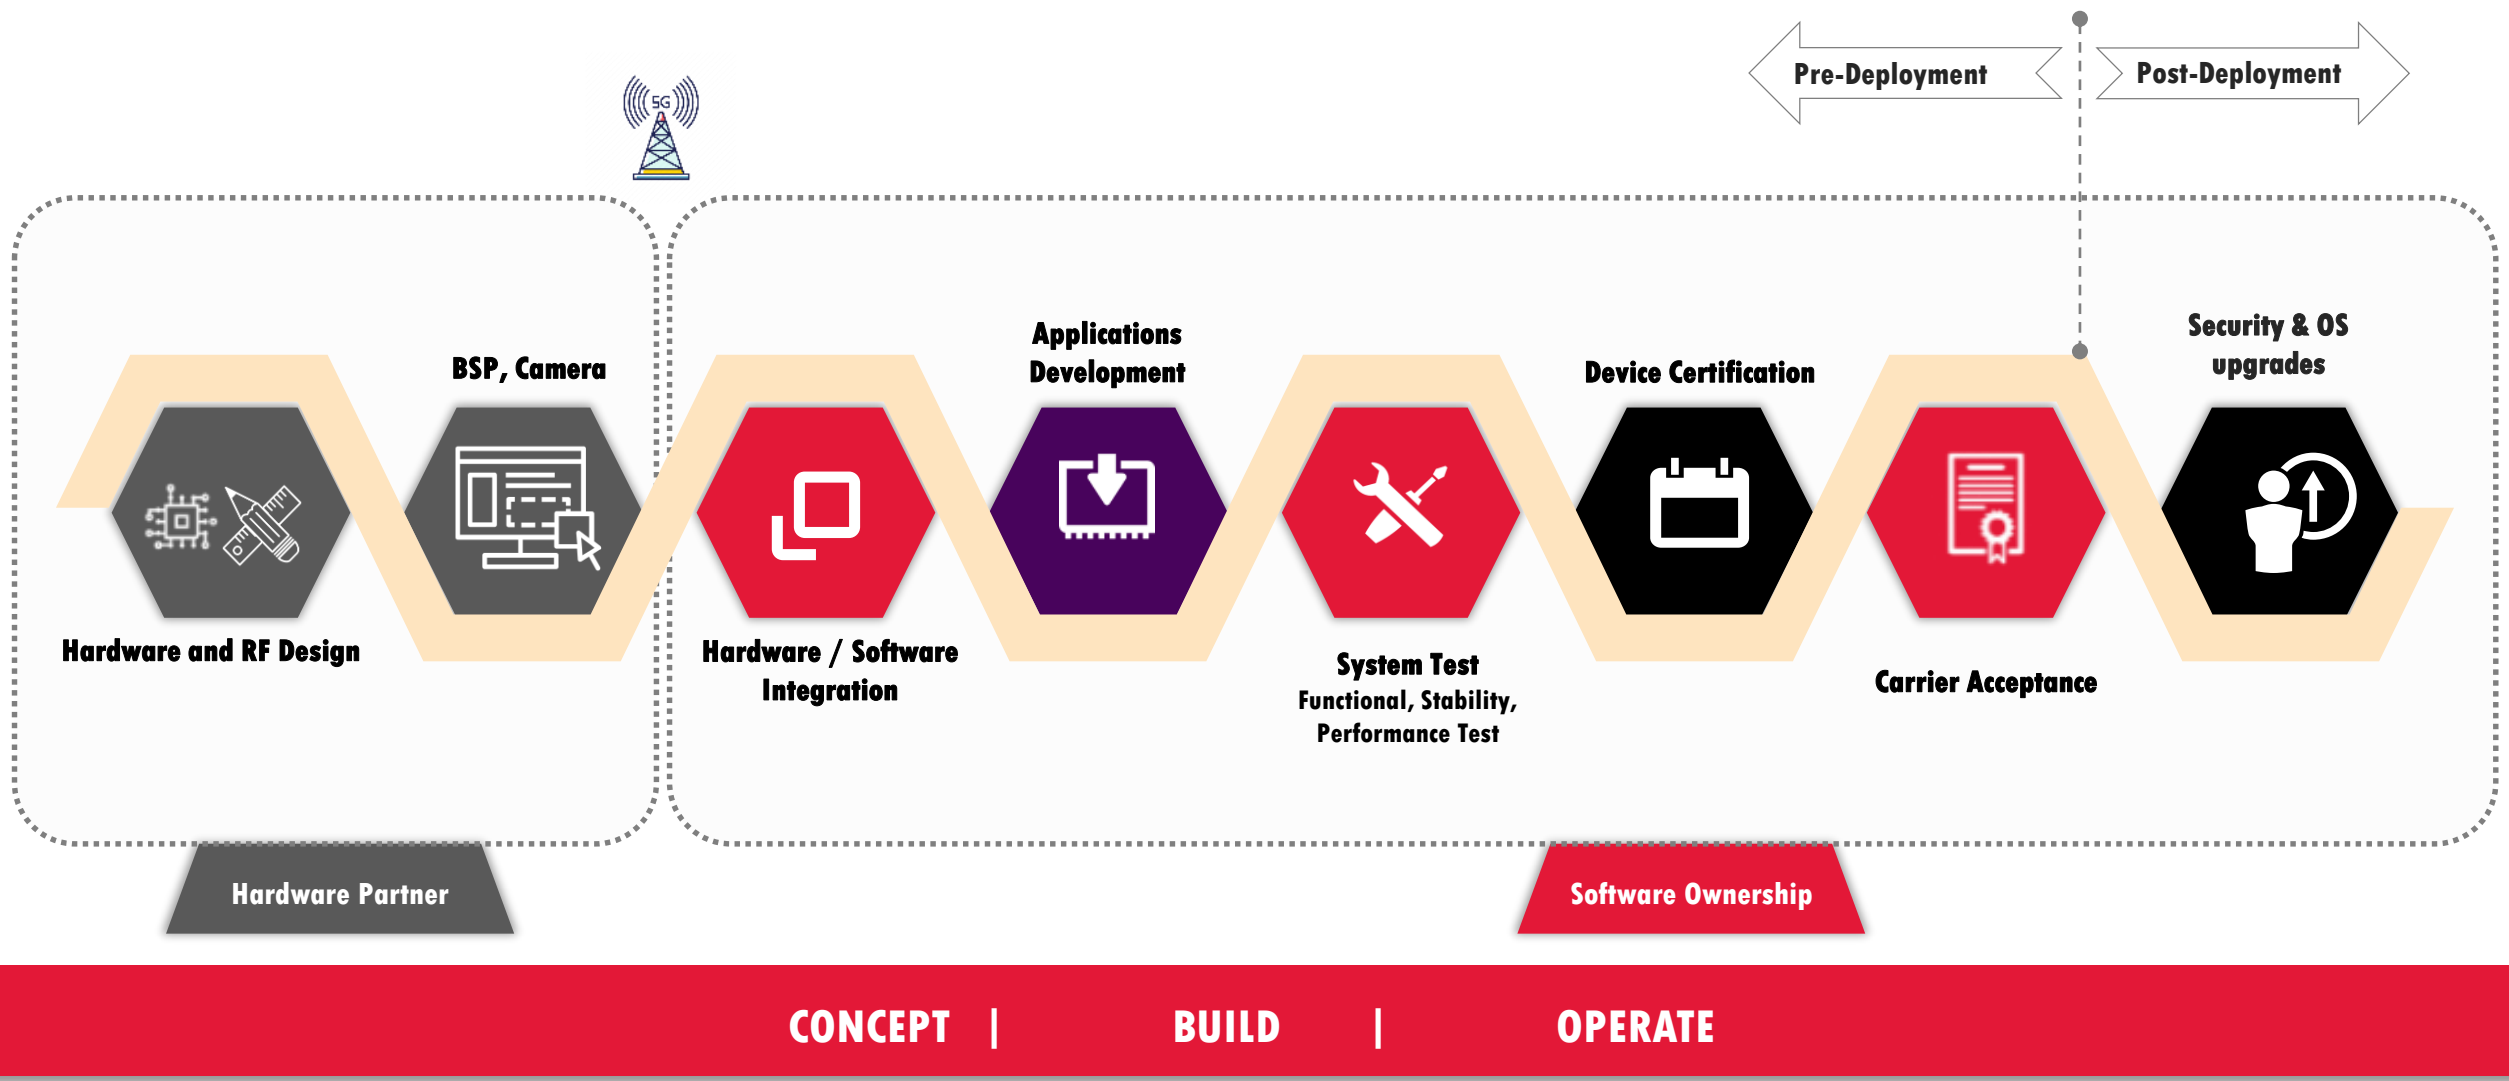 Pre-Deployment
Post-Deployment
5G
Hardware and RF Design
BSP, Camera
Hardware / Software
Integration
Applications
Development
System Test
Functional, Stability,
Performance Test
Device Certification
Carrier Acceptance
Security & OS
upgrades
Hardware Partner
Software Ownership
CONCEPT | BUILD | OPERATE